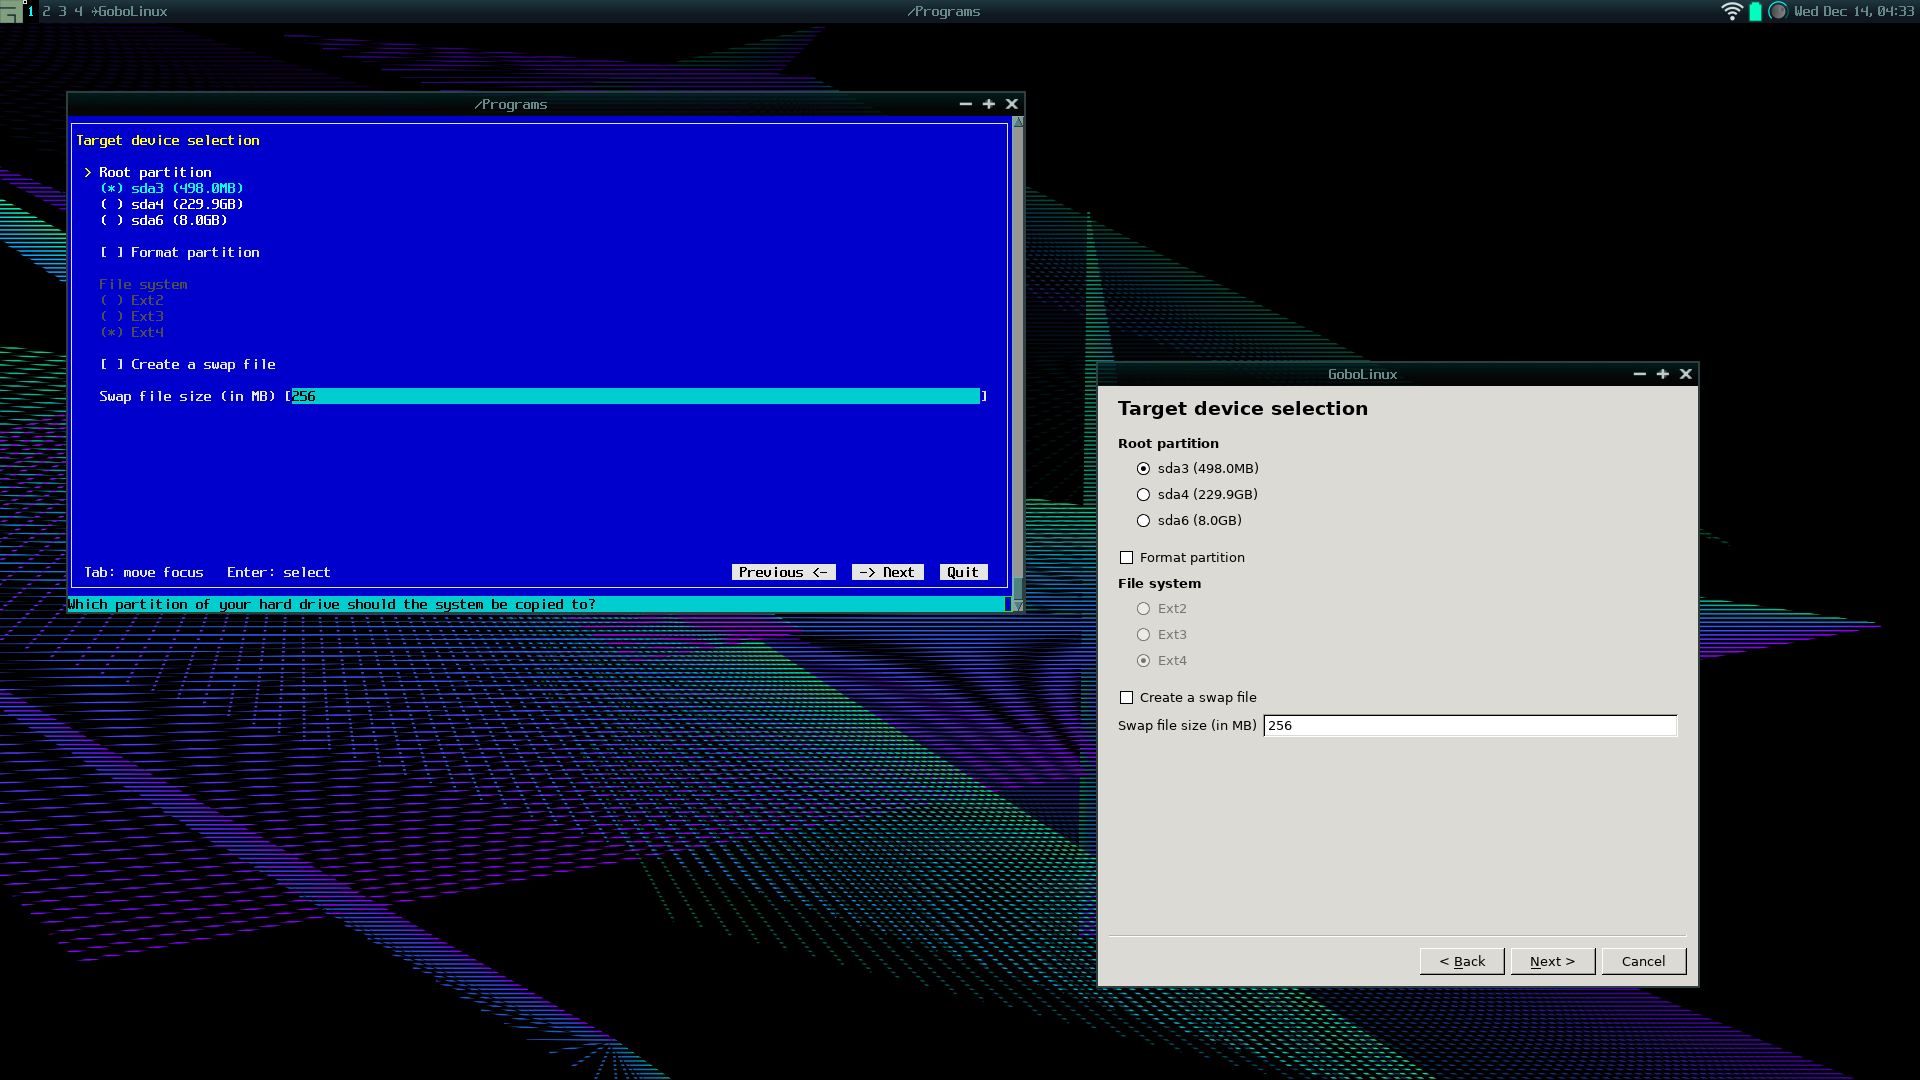 1 2 3 4 GoboLinux
/Programs
Wed Dec 14, 04:33
/Programs
Target device selection
> Root partition
(*) sda3 (498.0MB)
( ) sda4 (229.9GB)
( ) sda6 (8.0GB)
[ ] Format partition
File system
( ) Ext2
( ) Ext3
(*) Ext4
[ ] Create a swap file
Swap file size (in MB) [256]
Tab: move focus Enter: select Previous <- -> Next Quit
Which partition of your hard drive should the system be copied to?
GoboLinux
Target device selection
Root partition
sda3 (498.0MB)
sda4 (229.9GB)
sda6 (8.0GB)
Format partition
File system
Ext2
Ext3
Ext4
Create a swap file
Swap file size (in MB) 256
< Back Next > Cancel